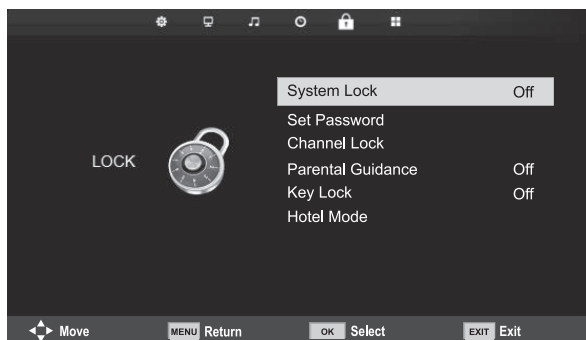 System Lock Off
Set Password
Channel Lock
LOCK
Parental Guidance Off
Key Lock Off
Hotel Mode
Move MENU Return OK Select EXIT Exit